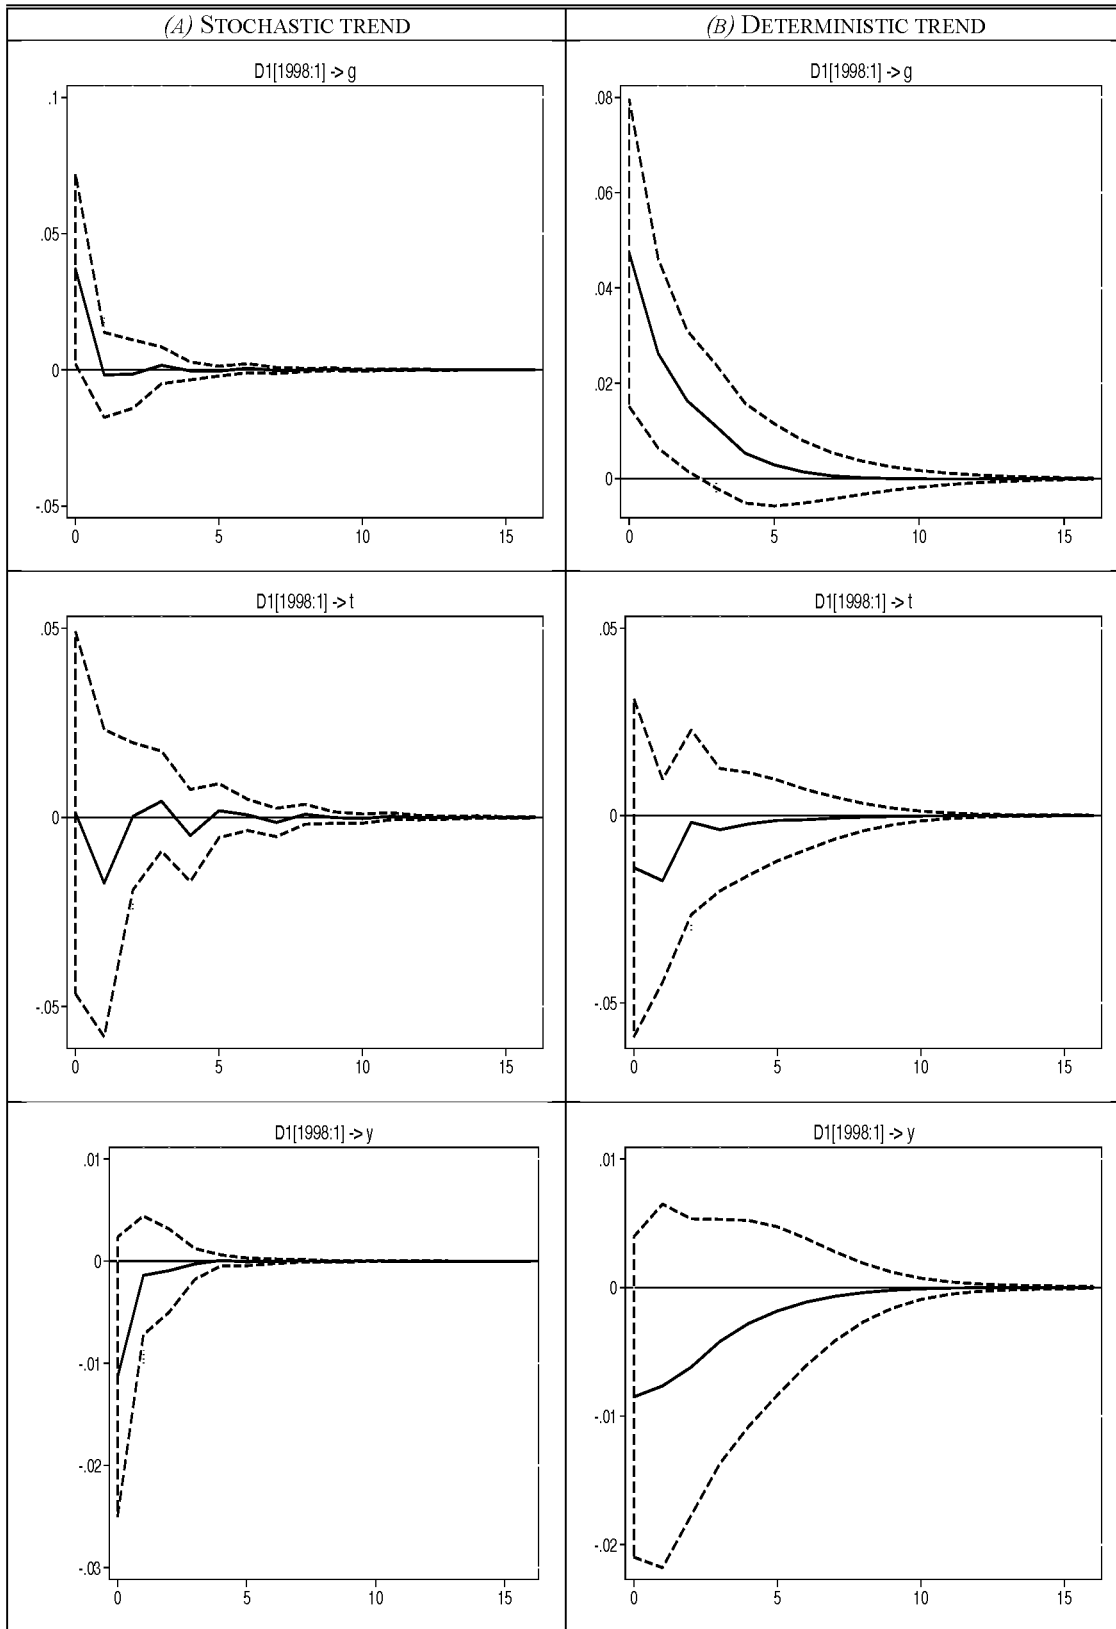 (A) STOCHASTIC TREND
(B) DETERMINISTIC TREND
D1[1998:1] -> g
.1
.05
0
-.05
0 5 10 15
D1[1998:1] -> g
.08
.06
.04
.02
0
0 5 10 15
D1[1998:1] -> t
.05
0
-.05
0 5 10 15
D1[1998:1] -> t
.05
0
-.05
0 5 10 15
D1[1998:1] -> y
.01
0
-.01
-.02
-.03
0 5 10 15
D1[1998:1] -> y
.01
0
-.01
-.02
0 5 10 15